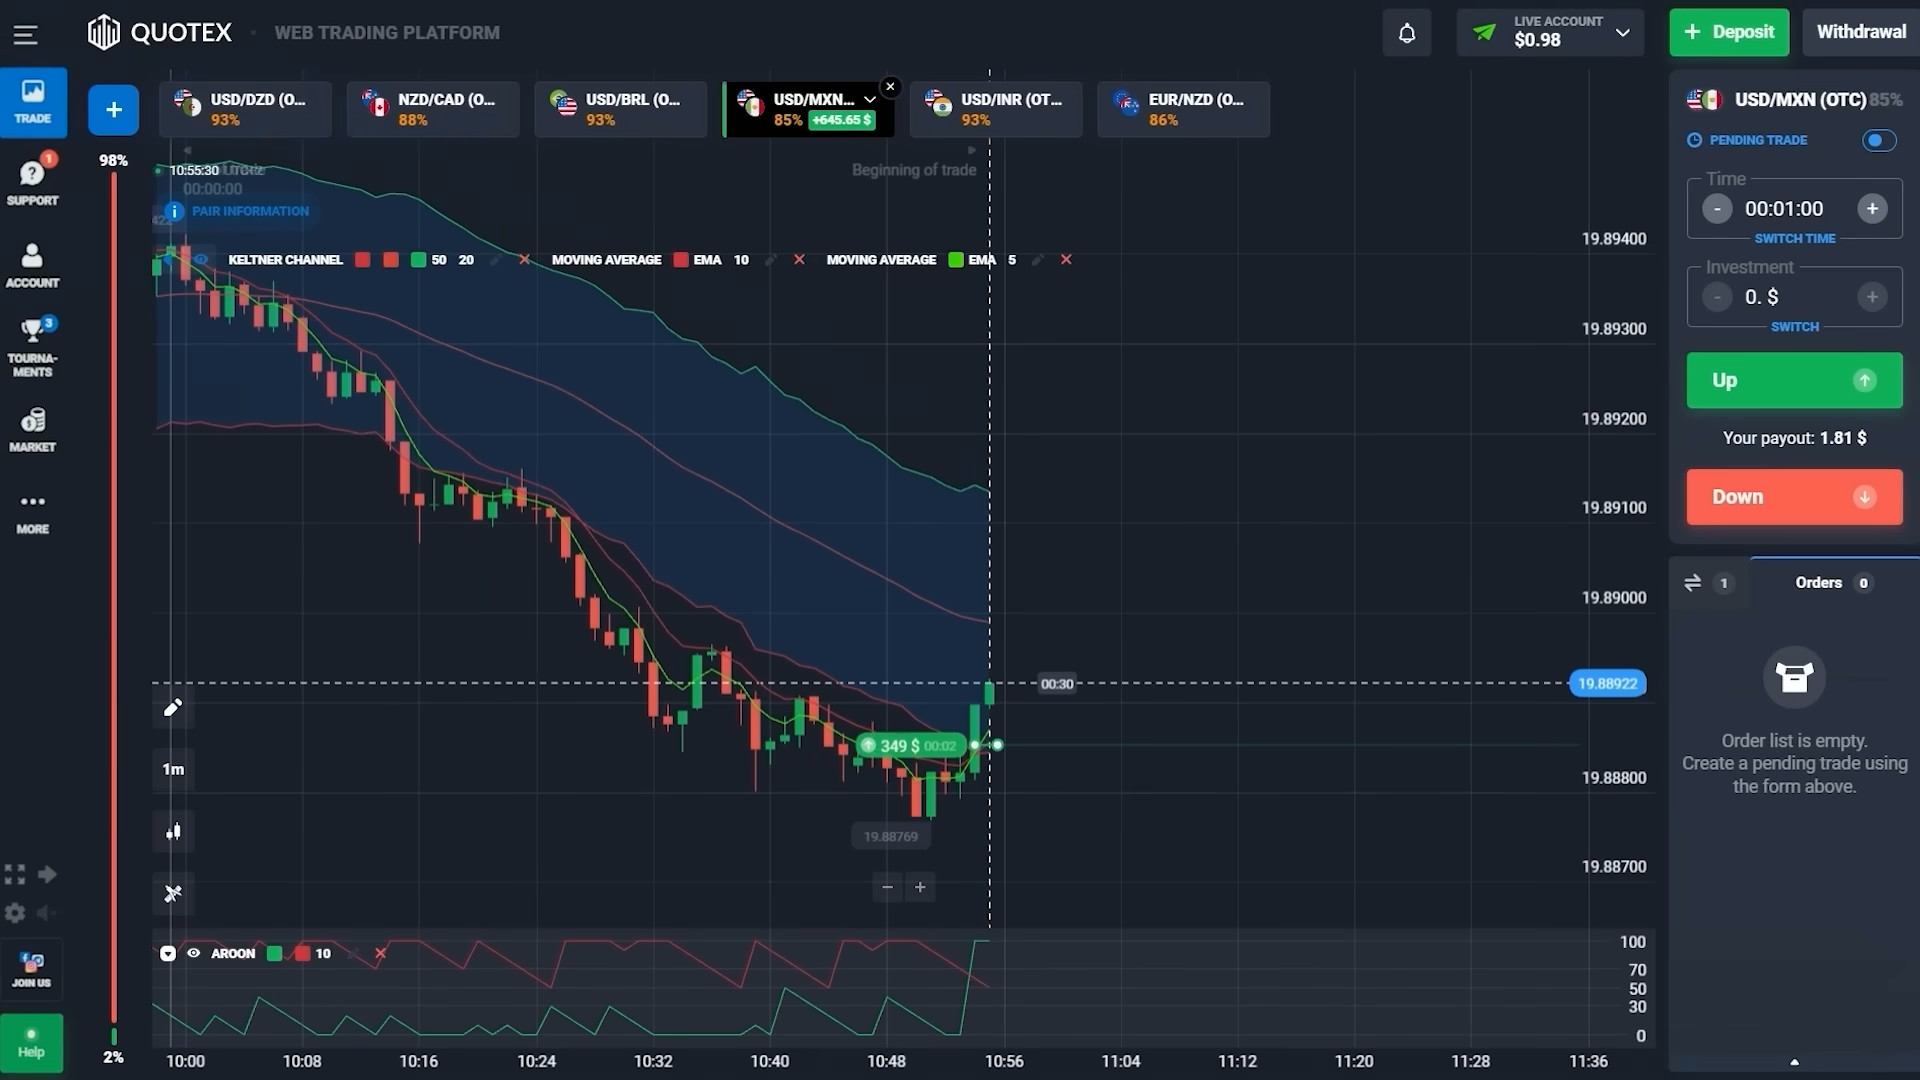 QUOTEX
WEB TRADING PLATFORM
LIVE ACCOUNT
$0.98
Deposit
Withdrawal
TRADE
1
SUPPORT
ACCOUNT
3
TOURNA-
MENTS
MARKET
MORE
JOIN US
Help
98%
2%
USD/DZD (O...
93%
NZD/CAD (O...
88%
USD/BRL (O...
93%
USD/MXN...
85% +645.65 $
USD/INR (OT...
93%
EUR/NZD (O...
86%
10:55:30
00:00:00
Beginning of trade
PAIR INFORMATION
KELTNER CHANNEL 50 20
MOVING AVERAGE EMA 10
MOVING AVERAGE EMA 5
19.89400
19.89300
19.89200
19.89100
19.89000
00:30
19.88922
349 $ 00:02
19.88800
19.88769
19.88700
1m
AROON 10
100
70
50
30
0
10:00 10:08 10:16 10:24 10:32 10:40 10:48 10:56 11:04 11:12 11:20 11:28 11:36
USD/MXN (OTC) 85%
PENDING TRADE
Time
- 00:01:00 +
SWITCH TIME
Investment
- 0. $ +
SWITCH
Up
Your payout: 1.81 $
Down
1
Orders 0
Order list is empty.
Create a pending trade using
the form above.